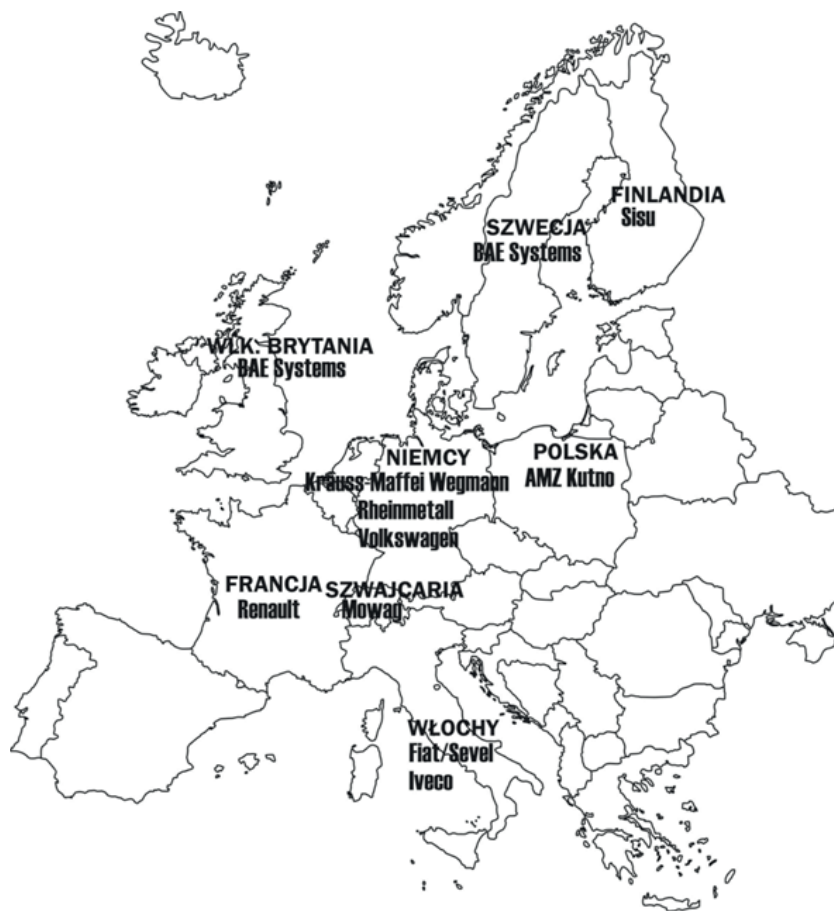 FINLANDIA
Sisu
SZWECJA
BAE Systems
WLK. BRYTANIA
BAE Systems
NIEMCY
Krauss-Maffei Wegmann
Rheinmetall
Volkswagen
POLSKA
AMZ Kutno
FRANCJA
Renault
SZWAJCARIA
Mowag
WŁOCHY
Fiat/Sevel
Iveco